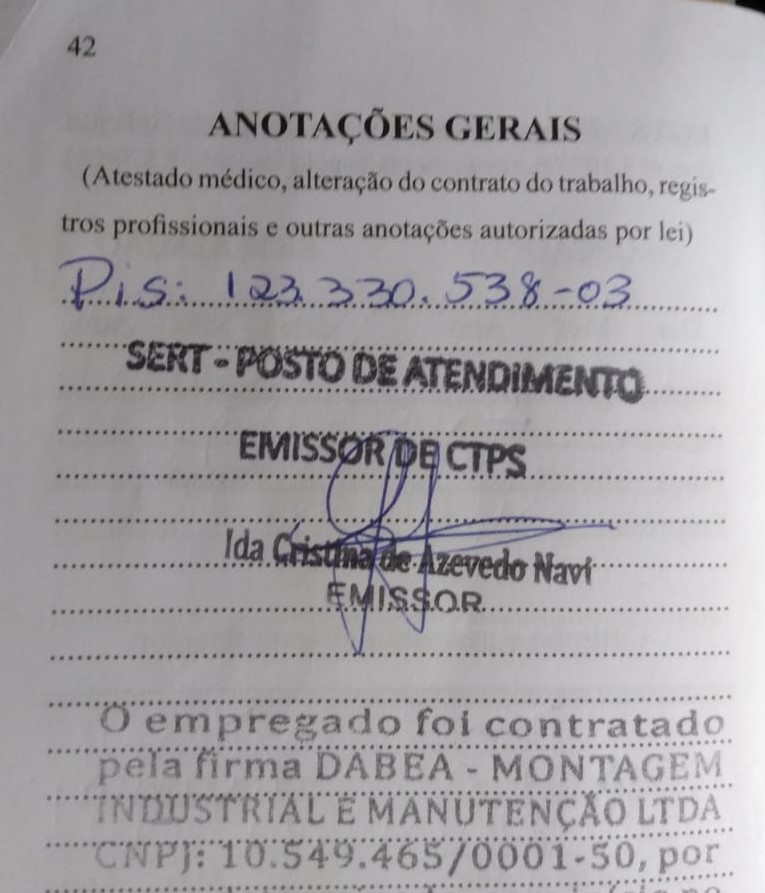 42
ANOTAÇÕES GERAIS
(Atestado médico, alteração do contrato do trabalho, regis-
tros profissionais e outras anotações autorizadas por lei)
Pis: 123.330.538-03
SERT - POSTO DE ATENDIMENTO
EMISSOR DE CTPS
Ida Cristina de Azevedo Navi
EMISSOR
O empregado foi contratado
pela firma DABEA - MONTAGEM
INDUSTRIAL E MANUTENÇÃO LTDA
CNPJ: 10.549.465/0001-50, por